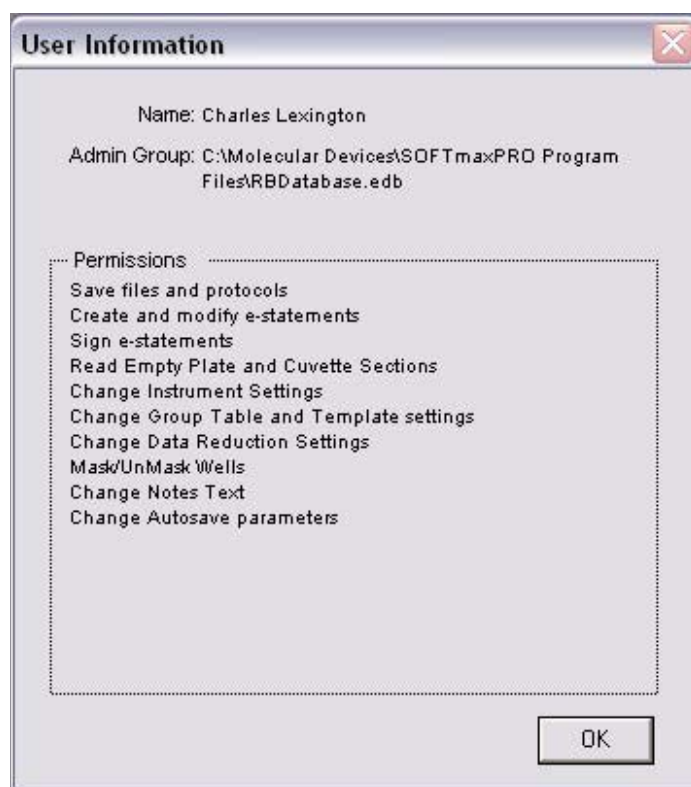 User Information
Name: Charles Lexington
Admin Group: C:\Molecular Devices\SOFTmaxPRO Program
Files\RBDatabase.edb
Permissions
Save files and protocols
Create and modify e-statements
Sign e-statements
Read Empty Plate and Cuvette Sections
Change Instrument Settings
Change Group Table and Template settings
Change Data Reduction Settings
Mask/UnMask Wells
Change Notes Text
Change Autosave parameters
OK